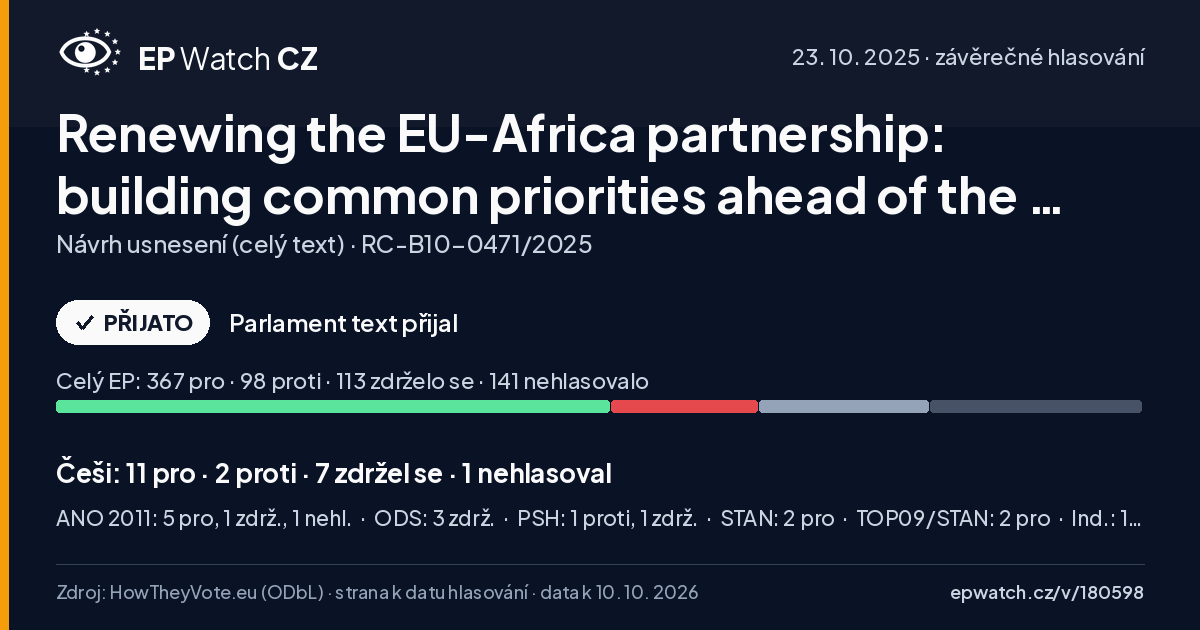 EP Watch CZ
23. 10. 2025 · závěrečné hlasování
Renewing the EU–Africa partnership:
building common priorities ahead of the ...
Návrh usnesení (celý text) · RC-B10-0471/2025
✓ PŘIJATO Parlament text přijal
Celý EP: 367 pro · 98 proti · 113 zdrželo se · 141 nehlasovalo
Češi: 11 pro · 2 proti · 7 zdržel se · 1 nehlasoval
ANO 2011: 5 pro, 1 zdrž., 1 nehl. · ODS: 3 zdrž. · PSH: 1 proti, 1 zdrž. · STAN: 2 pro · TOP09/STAN: 2 pro · Ind.: 1...
Zdroj: HowTheyVote.eu (ODbL) · strana k datu hlasování · data k 10. 10. 2026
epwatch.cz/v/180598